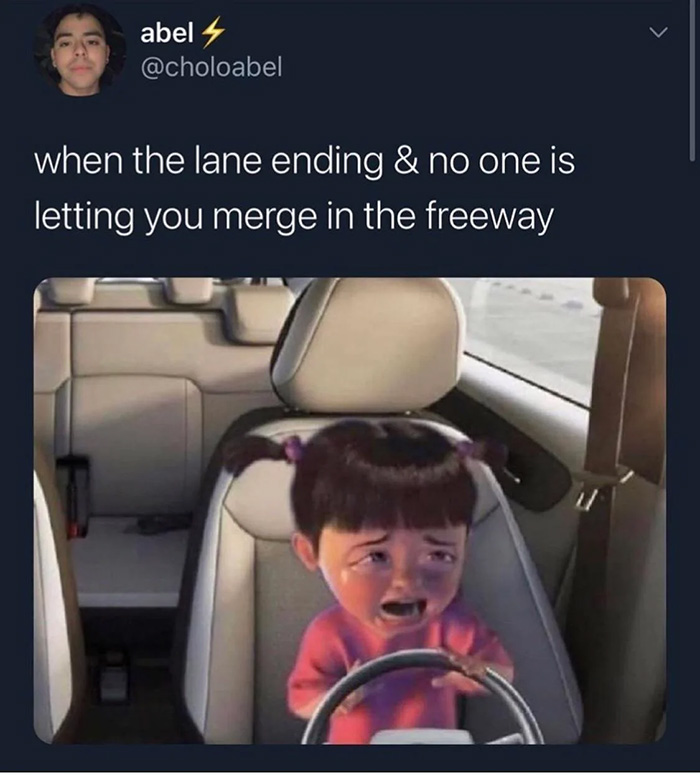 abel⚡
@choloabel
when the lane ending & no one is
letting you merge in the freeway